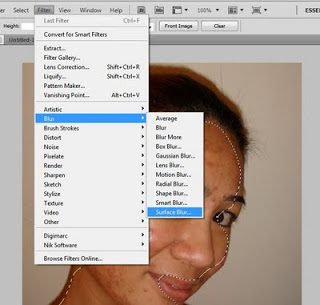 Select Filter View Window Help
Height: Front Image Clear
ESSE
Last Filter Ctrl+F
Convert for Smart Filters
Extract...
Filter Gallery...
Lens Correction... Shift+Ctrl+R
Liquify... Shift+Ctrl+X
Pattern Maker...
Vanishing Point... Alt+Ctrl+V
Artistic
Blur
Brush Strokes
Distort
Noise
Pixelate
Render
Sharpen
Sketch
Stylize
Texture
Video
Other
Digimarc
Nik Software
Browse Filters Online...
Average
Blur
Blur More
Box Blur...
Gaussian Blur...
Lens Blur...
Motion Blur...
Radial Blur...
Shape Blur...
Smart Blur...
Surface Blur...